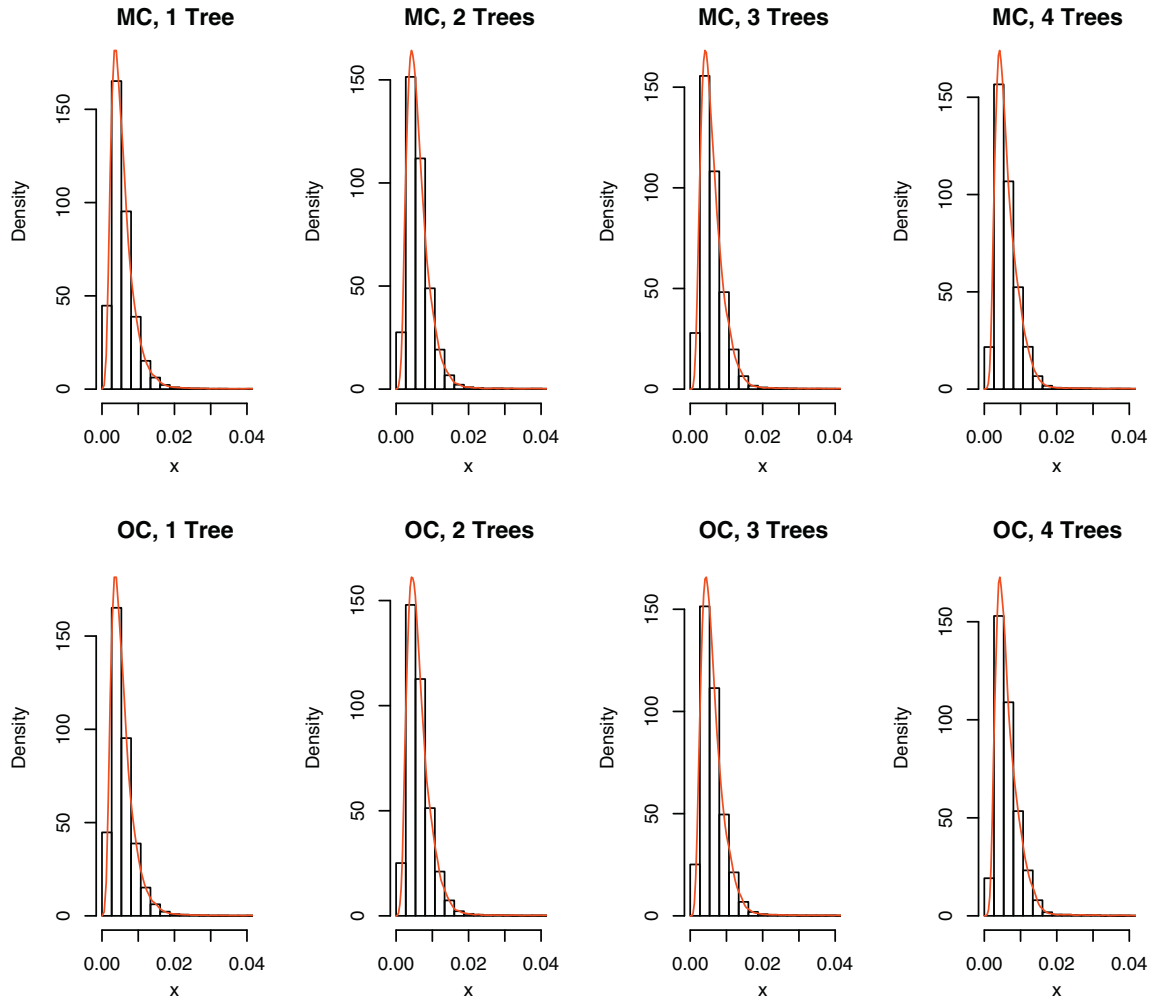 MC, 1 Tree
Density
0
50
100
150
0.00
0.02
0.04
x
MC, 2 Trees
Density
0
50
100
150
0.00
0.02
0.04
x
MC, 3 Trees
Density
0
50
100
150
0.00
0.02
0.04
x
MC, 4 Trees
Density
0
50
100
150
0.00
0.02
0.04
x
OC, 1 Tree
Density
0
50
100
150
0.00
0.02
0.04
x
OC, 2 Trees
Density
0
50
100
150
0.00
0.02
0.04
x
OC, 3 Trees
Density
0
50
100
150
0.00
0.02
0.04
x
OC, 4 Trees
Density
0
50
100
150
0.00
0.02
0.04
x